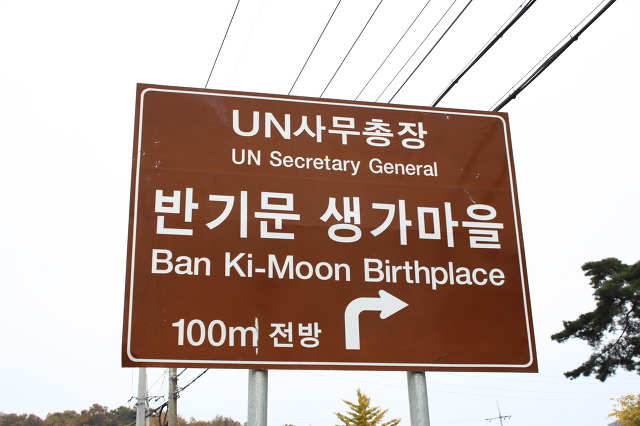 UN사무총장
UN Secretary General
반기문 생가마을
Ban Ki-Moon Birthplace
100m 전방